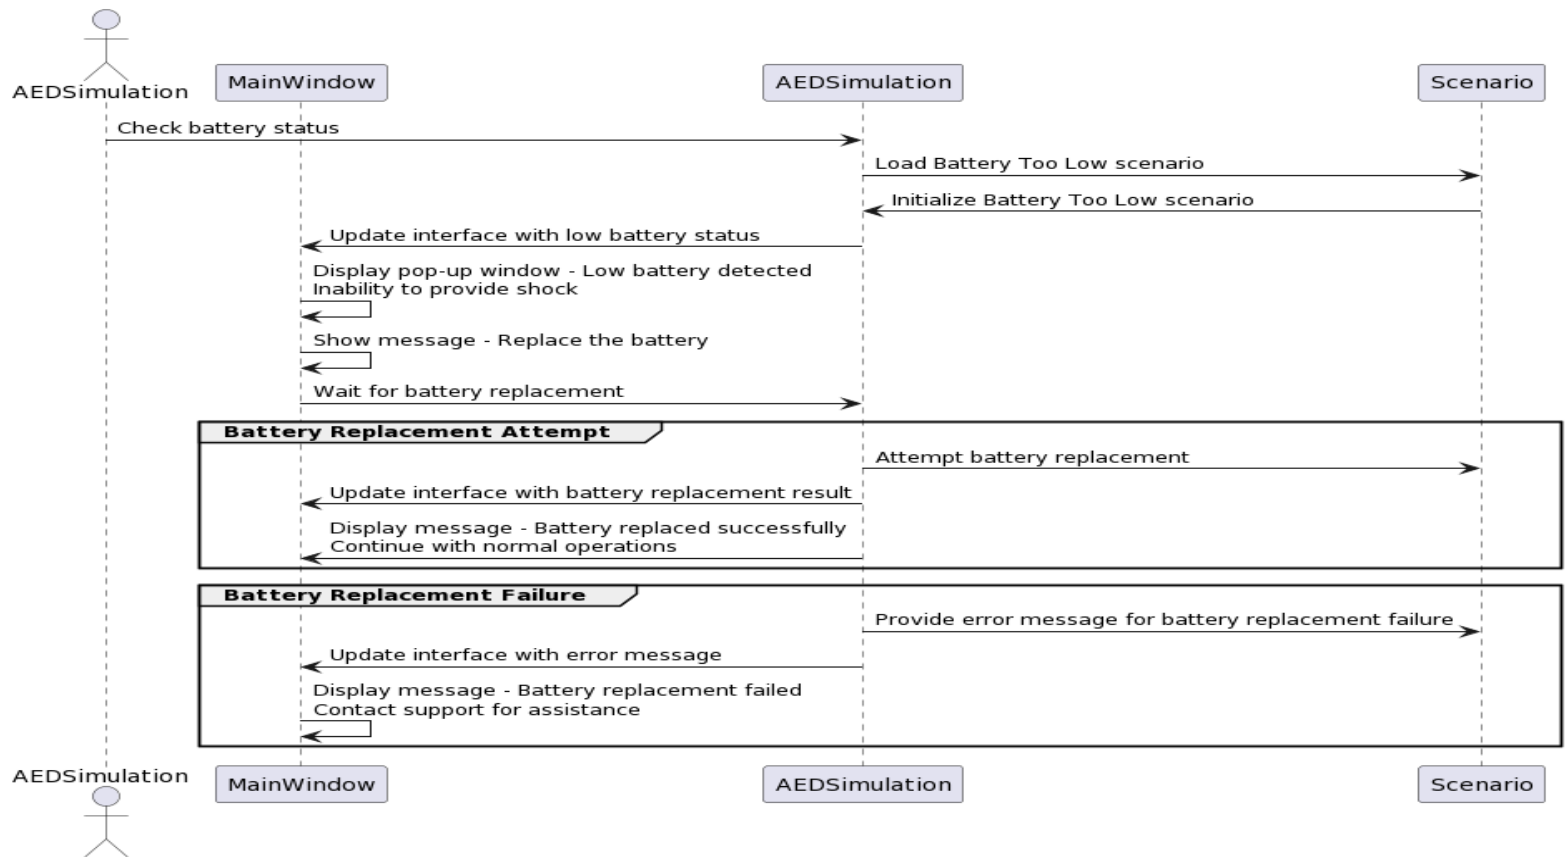 AEDSimulation
MainWindow
AEDSimulation
Scenario
Check battery status
Load Battery Too Low scenario
Initialize Battery Too Low scenario
Update interface with low battery status
Display pop-up window - Low battery detected
Inability to provide shock
Show message - Replace the battery
Wait for battery replacement
Battery Replacement Attempt
Attempt battery replacement
Update interface with battery replacement result
Display message - Battery replaced successfully
Continue with normal operations
Battery Replacement Failure
Provide error message for battery replacement failure
Update interface with error message
Display message - Battery replacement failed
Contact support for assistance
AEDSimulation
MainWindow
AEDSimulation
Scenario